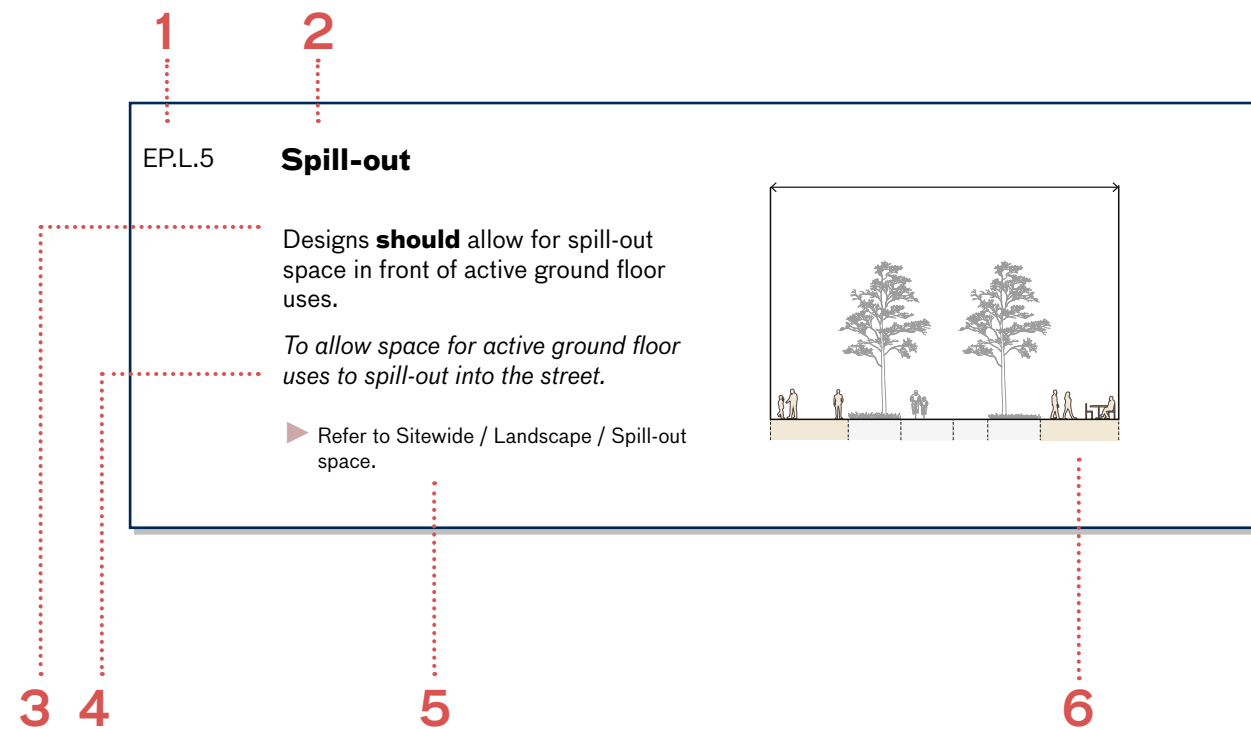 1 2
EP.L.5 Spill-out
Designs should allow for spill-out
space in front of active ground floor
uses.
To allow space for active ground floor
uses to spill-out into the street.
Refer to Sitewide / Landscape / Spill-out
space.
3 4 5 6